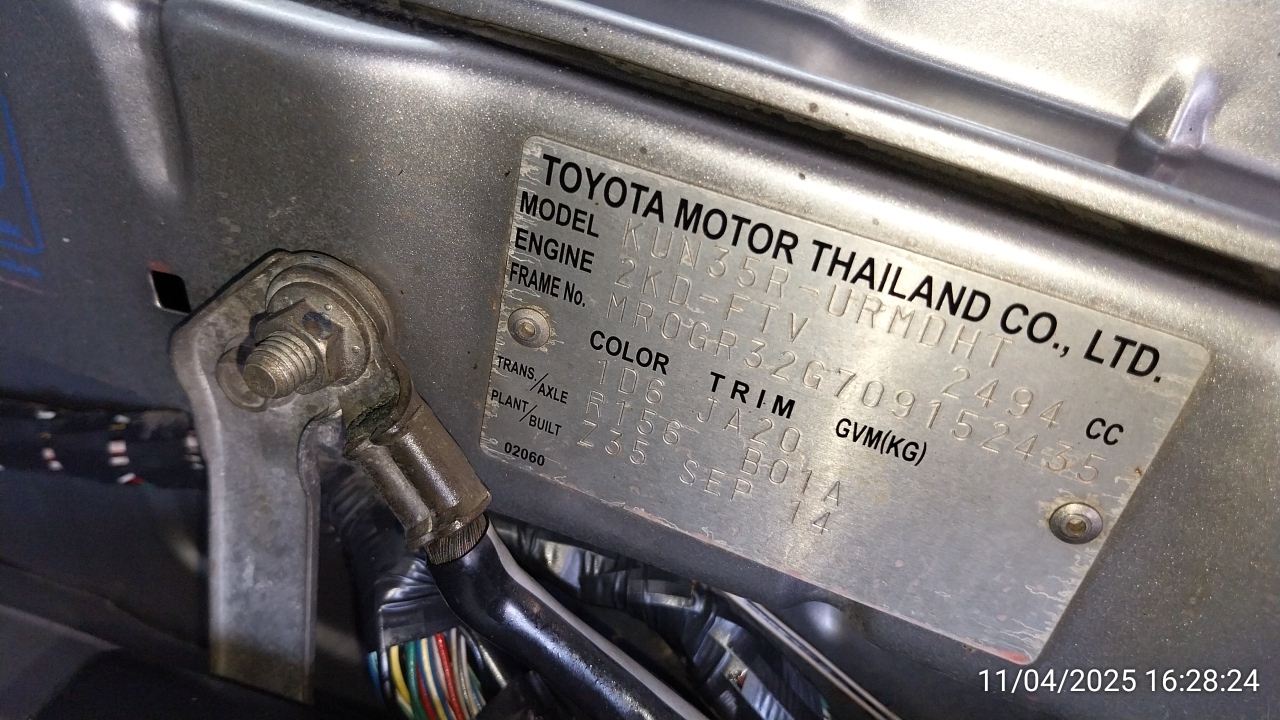 TOYOTA MOTOR THAILAND CO., LTD.
MODEL KUN35R-URMDHT
ENGINE 2KD-FTV 2494 CC
FRAME No. MR0GR32G709152435
COLOR TRIM GVM(KG)
1D6 JA20
TRANS/AXLE R156 B01A
PLANT/BUILT Z35 SEP 14
02060
11/04/2025 16:28:24